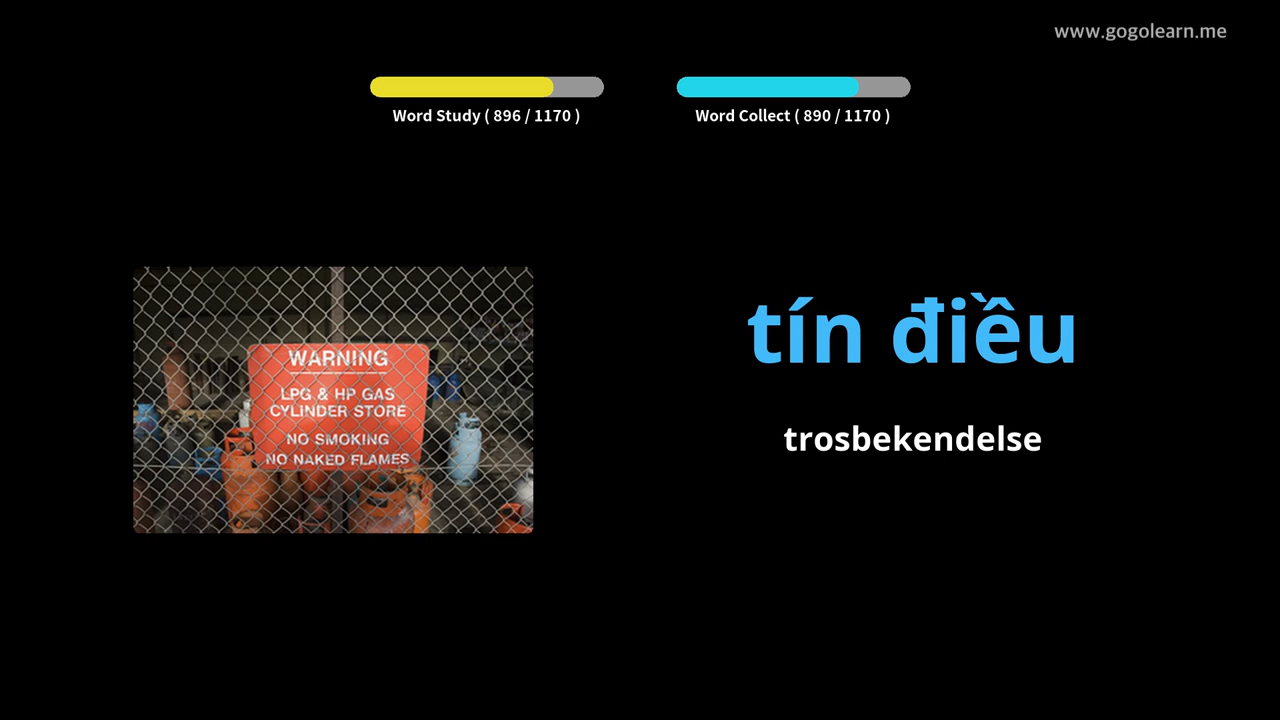 www.gogolearn.me
Word Study ( 896 / 1170 )
Word Collect ( 890 / 1170 )
WARNING
LPG & HP GAS
CYLINDER STORE
NO SMOKING
NO NAKED FLAMES
tín điều
trosbekendelse